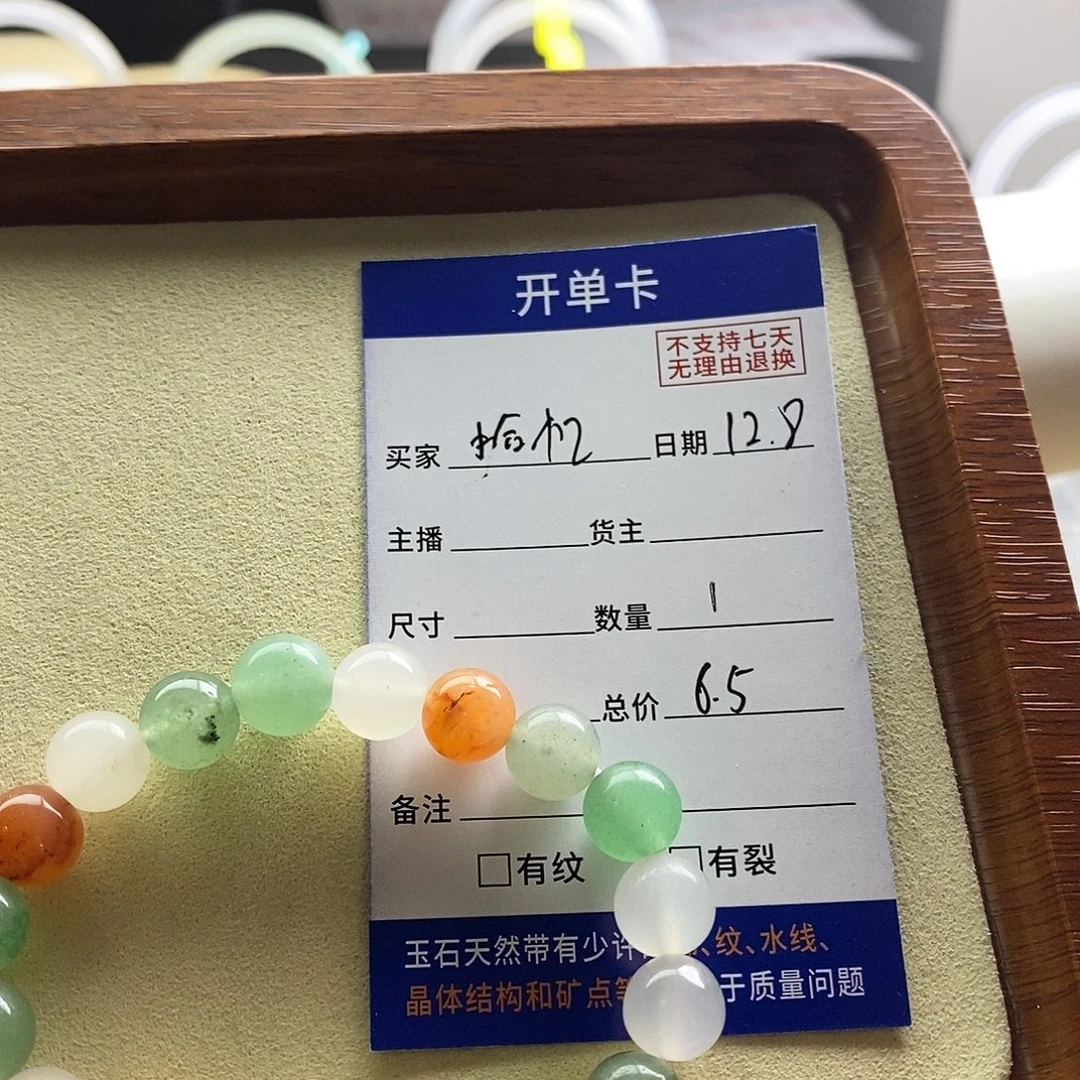 开单卡
不支持七天
无理由退换
买家 日期 12.8
主播 货主
尺寸 数量 1
总价 6.5
备注
有纹 有裂
玉石天然带有少许 纹、水线、
晶体结构和矿点 于质量问题